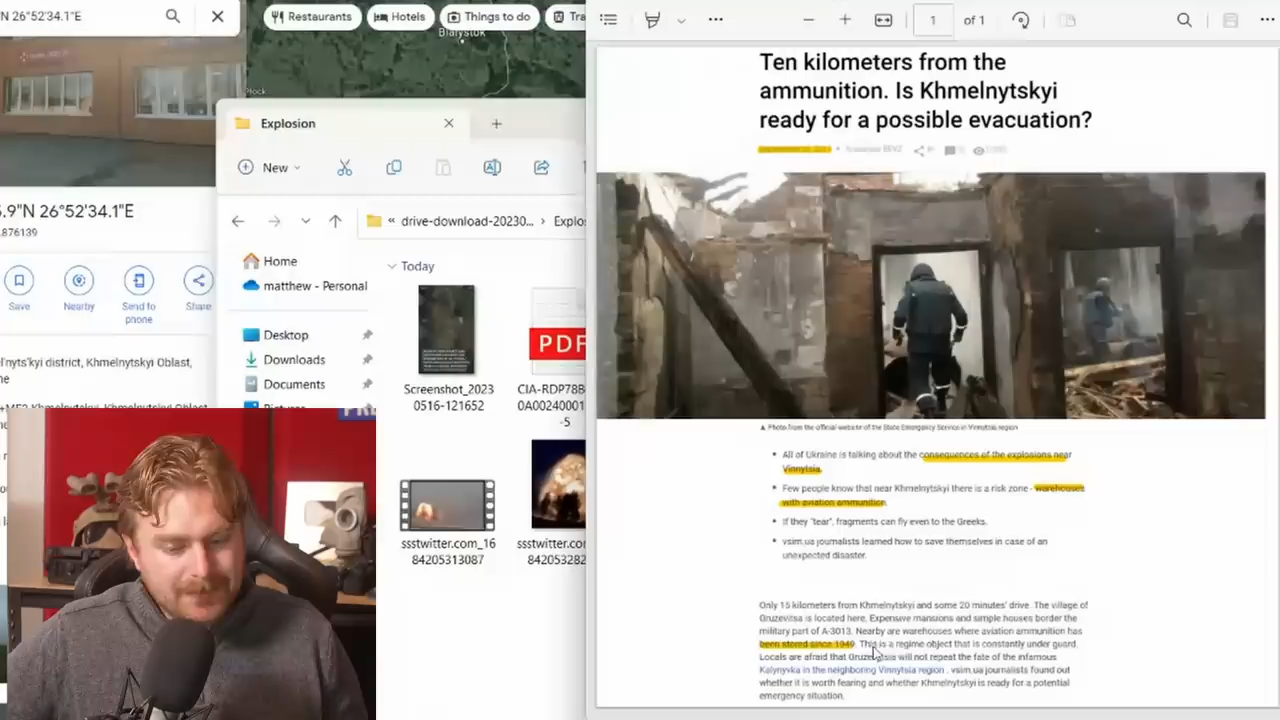 N 26°52'34.1"E
Restaurants
Hotels
Things to do
Tra
Białystok
Płock
5.9"N 26°52'34.1"E
.876139
Save
Nearby
Send to
phone
Share
l'nyts'kyi district, Khmelnytskyi Oblast,
ne
Explosion
New
drive-download-20230...
Explos
Home
matthew - Personal
Desktop
Downloads
Documents
Today
Screenshot_2023
0516-121652
PDF
CIA-RDP78B
0A00240001
-5
ssstwitter.com_16
84205313087
ssstwitter.com
842053282
1
of 1
Ten kilometers from the
ammunition. Is Khmelnytskyi
ready for a possible evacuation?
▲ Photo from the official website of the State Emergency Service in Vinnytsia region
• All of Ukraine is talking about the consequences of the explosions near
Vinnytsia.
• Few people know that near Khmelnytskyi there is a risk zone - warehouses
with aviation ammunition.
• If they "tear", fragments can fly even to the Greeks.
• vsim.ua journalists learned how to save themselves in case of an
unexpected disaster.
Only 15 kilometers from Khmelnytskyi and some 20 minutes' drive. The village of
Gruzevitsa is located here. Expensive mansions and simple houses border the
military part of A-3013. Nearby are warehouses where aviation ammunition has
been stored since 1949. This is a regime object that is constantly under guard.
Locals are afraid that will not repeat the fate of the infamous
Kalynyvka in the neighboring Vinnytsia region . vsim.ua journalists found out
whether it is worth fearing and whether Khmelnytskyi is ready for a potential
emergency situation.